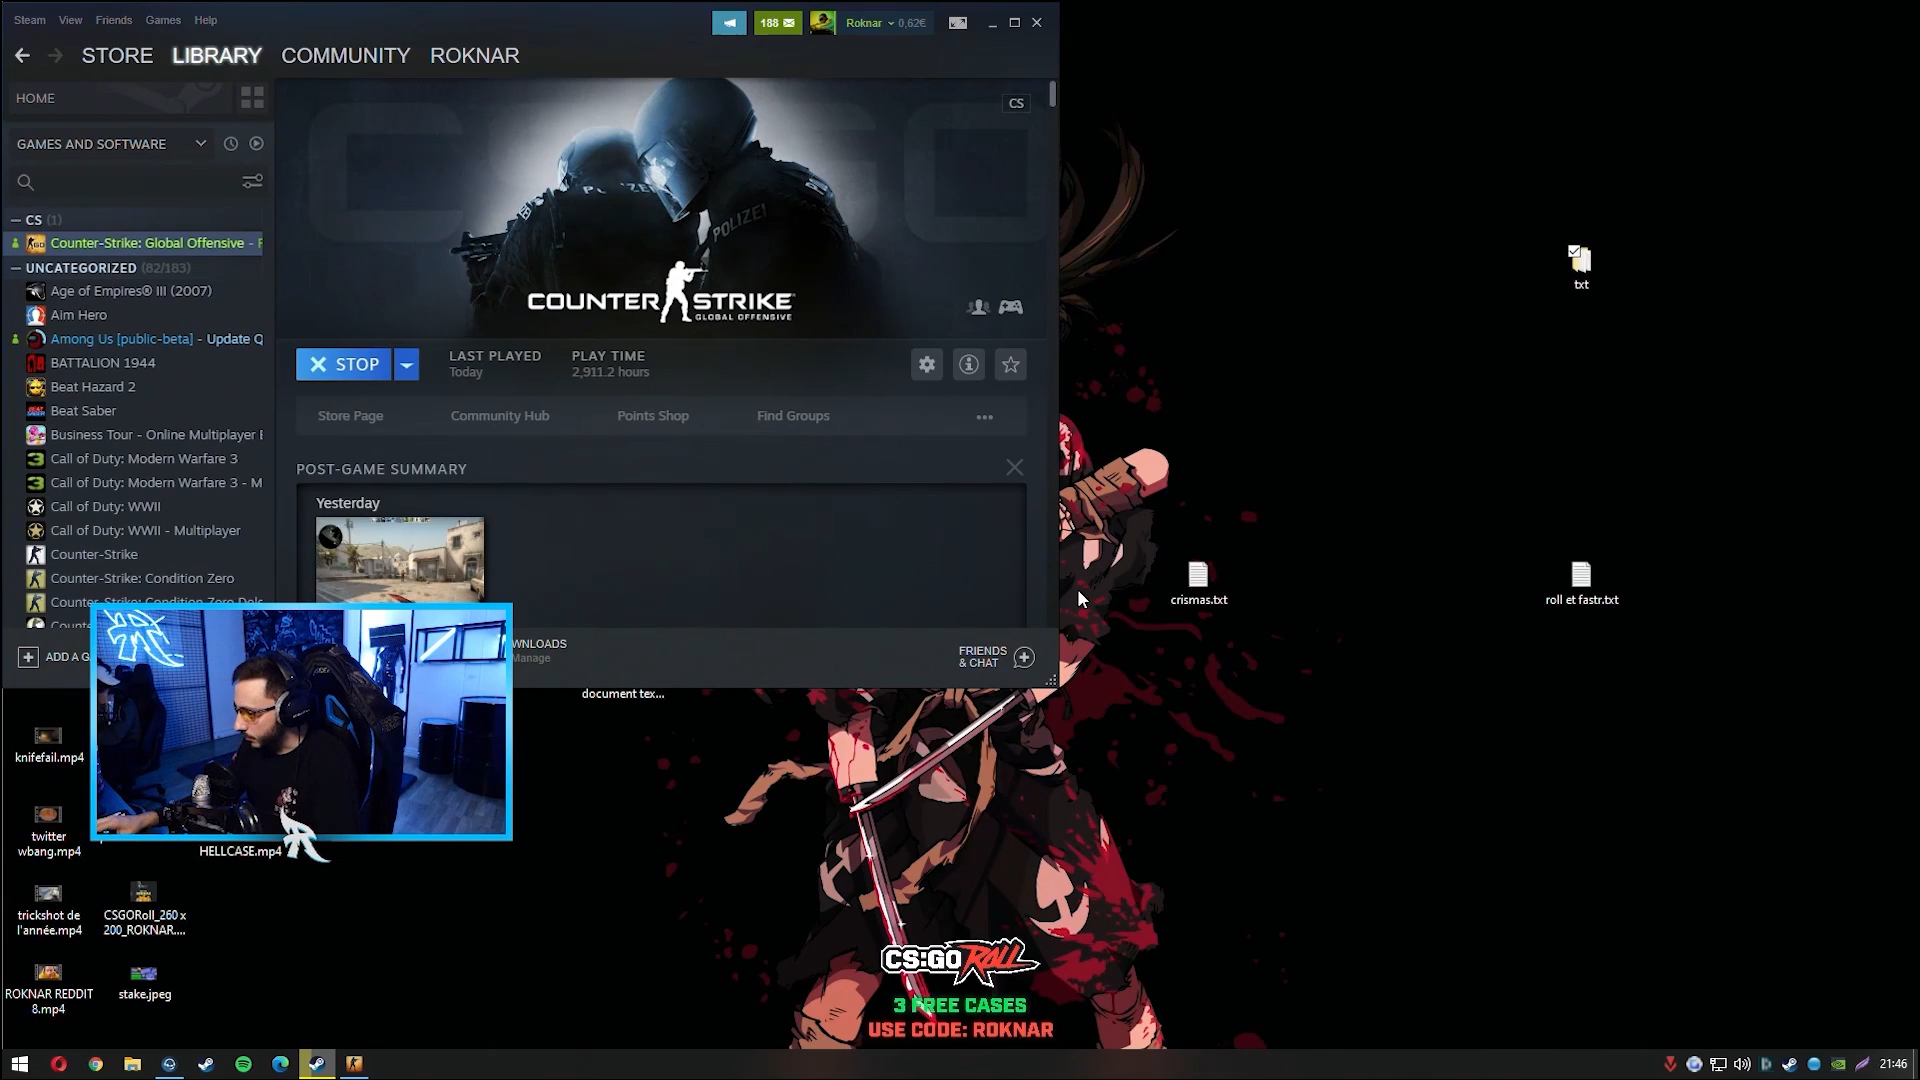 Steam View Friends Games Help
188
Roknar 0,62€
STORE LIBRARY COMMUNITY ROKNAR
HOME
CS
GAMES AND SOFTWARE
— CS (1)
Counter-Strike: Global Offensive - F
— UNCATEGORIZED (82/183)
Age of Empires® III (2007)
Aim Hero
Among Us [public-beta] - Update Q
BATTALION 1944
Beat Hazard 2
Beat Saber
Business Tour - Online Multiplayer
Call of Duty: Modern Warfare 3
Call of Duty: Modern Warfare 3 - M
Call of Duty: WWII
Call of Duty: WWII - Multiplayer
Counter-Strike
Counter-Strike: Condition Zero
POLIZEI
COUNTER STRIKE
GLOBAL OFFENSIVE
STOP
LAST PLAYED
Today
PLAY TIME
2,911.2 hours
Store Page Community Hub Points Shop Find Groups
POST-GAME SUMMARY
Yesterday
ADD A G
WNLOADS
Manage
FRIENDS
& CHAT
txt
crismas.txt
roll et fastr.txt
document tex...
knifefail.mp4
twitter
wbang.mp4
HELLCASE.mp4
trickshot de
l'année.mp4
CSGORoll_260 x
200_ROKNAR....
ROKNAR REDDIT
8.mp4
stake.jpeg
CS:GO ROLL
3 FREE CASES
USE CODE: ROKNAR
21:46